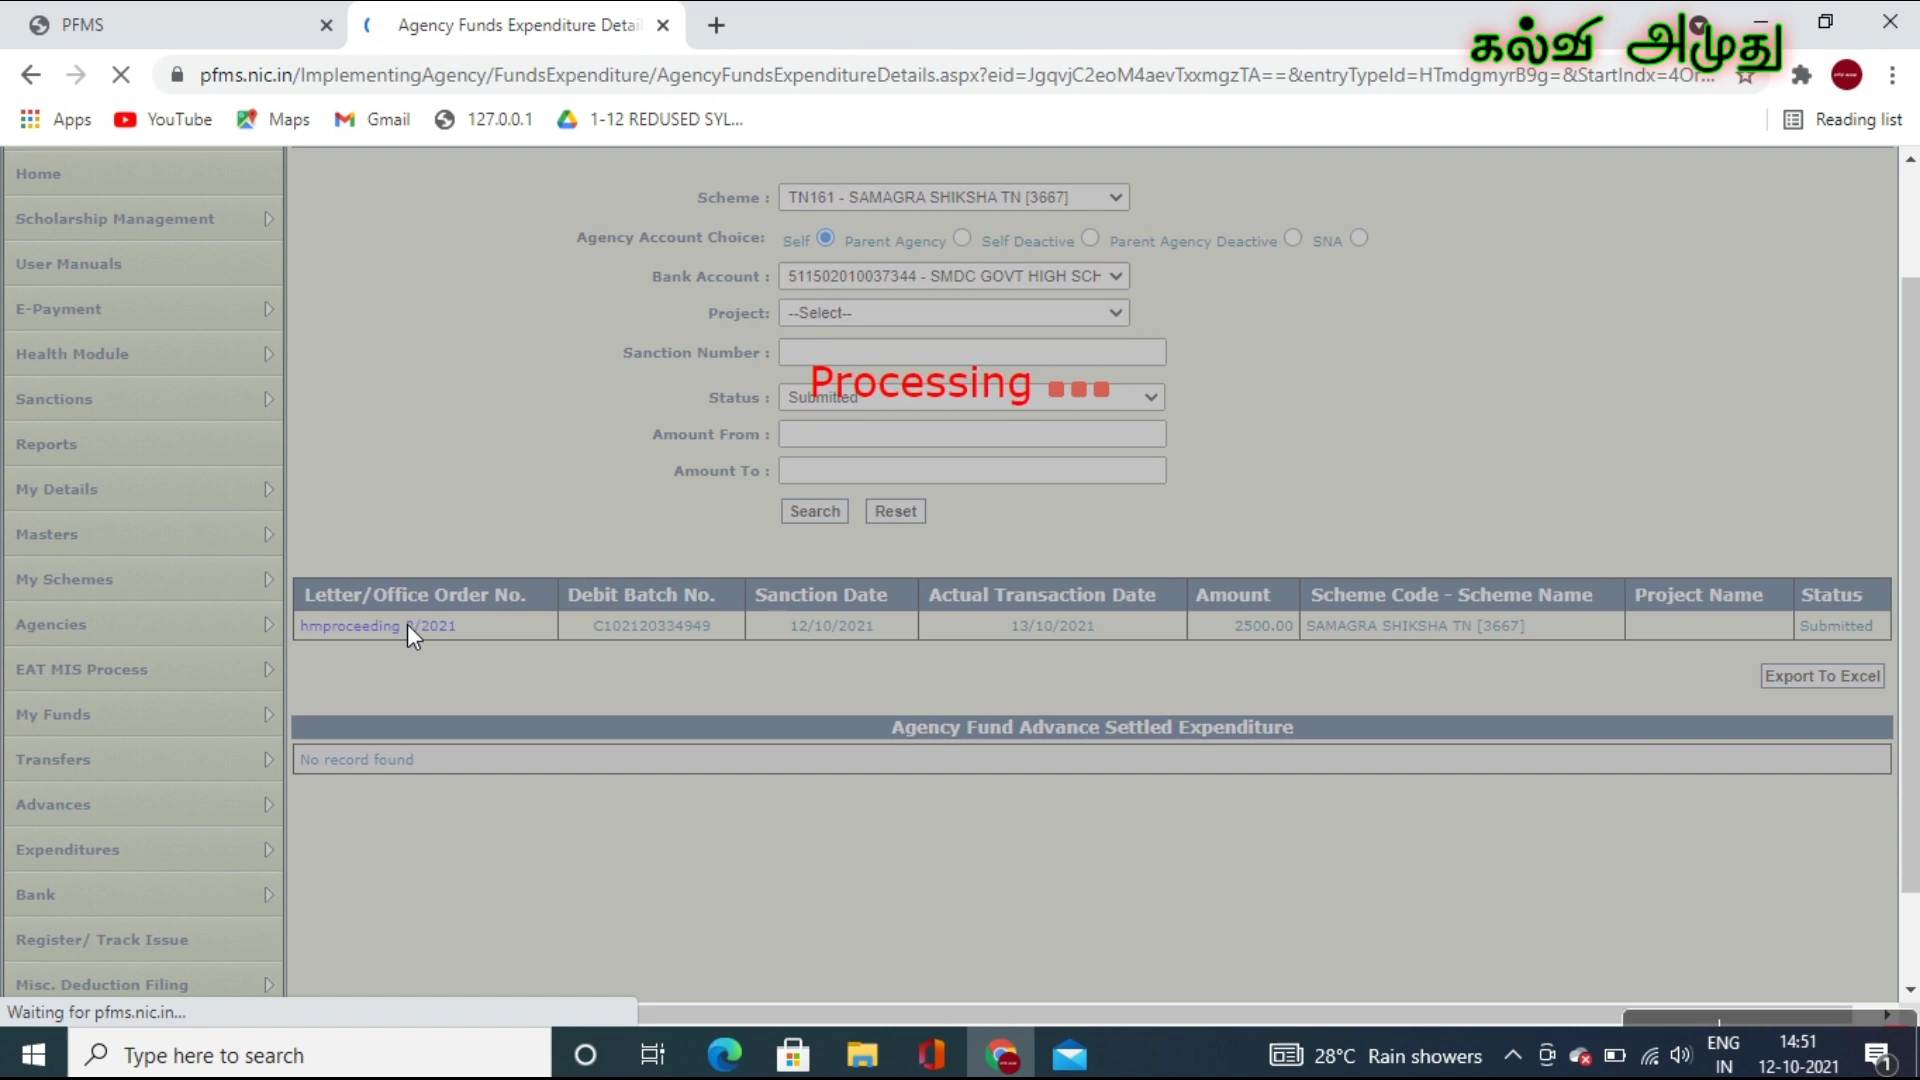 PFMS
Agency Funds Expenditure Detai
கல்வி அமுது
pfms.nic.in/ImplementingAgency/FundsExpenditure/AgencyFundsExpenditureDetails.aspx?eid=JgqvjC2eoM4aevTxxmgzTA==&entryTypeId=HTmdgmyrB9g=&StartIndx=4Or...
Apps YouTube Maps Gmail 127.0.0.1 1-12 REDUSED SYL... Reading list
Home
Scholarship Management
User Manuals
E-Payment
Health Module
Sanctions
Reports
My Details
Masters
My Schemes
Agencies
EAT MIS Process
My Funds
Transfers
Advances
Expenditures
Bank
Register/ Track Issue
Misc. Deduction Filing
Scheme : TN161 - SAMAGRA SHIKSHA TN [3667]
Agency Account Choice: Self Parent Agency Self Deactive Parent Agency Deactive SNA
Bank Account : 511502010037344 - SMDC GOVT HIGH SCH
Project: --Select--
Sanction Number :
Processing
Status : Submitted
Amount From :
Amount To :
Search Reset
Letter/Office Order No. Debit Batch No. Sanction Date Actual Transaction Date Amount Scheme Code - Scheme Name Project Name Status
hmproceeding /2021 C102120334949 12/10/2021 13/10/2021 2500.00 SAMAGRA SHIKSHA TN [3667] Submitted
Export To Excel
Agency Fund Advance Settled Expenditure
No record found
Waiting for pfms.nic.in...
Type here to search
28°C Rain showers
ENG
IN
14:51
12-10-2021
1